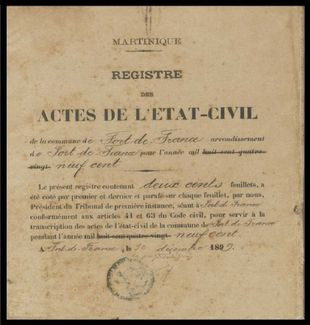 MARTINIQUE
REGISTRE
DES
ACTES DE L'ETAT-CIVIL
de la commune de Fort de France arrondissement
de Fort de France pour l'année mil huit cent quatre
vingt- neuf cent
Le présent registre contenant deux cents feuillets, a
été coté par premier et dernier et parafé sur chaque feuillet, par nous,
Président du Tribunal de première instance, séant à Fort de France
conformément aux articles 41 et 63 du Code civil, pour servir à la
transcription des actes de l'état-civil de la commune de Fort de France
pendant l'année mil huit cent quatre-vingt- neuf cent.
A Fort de France, le 30 décembre 1899.